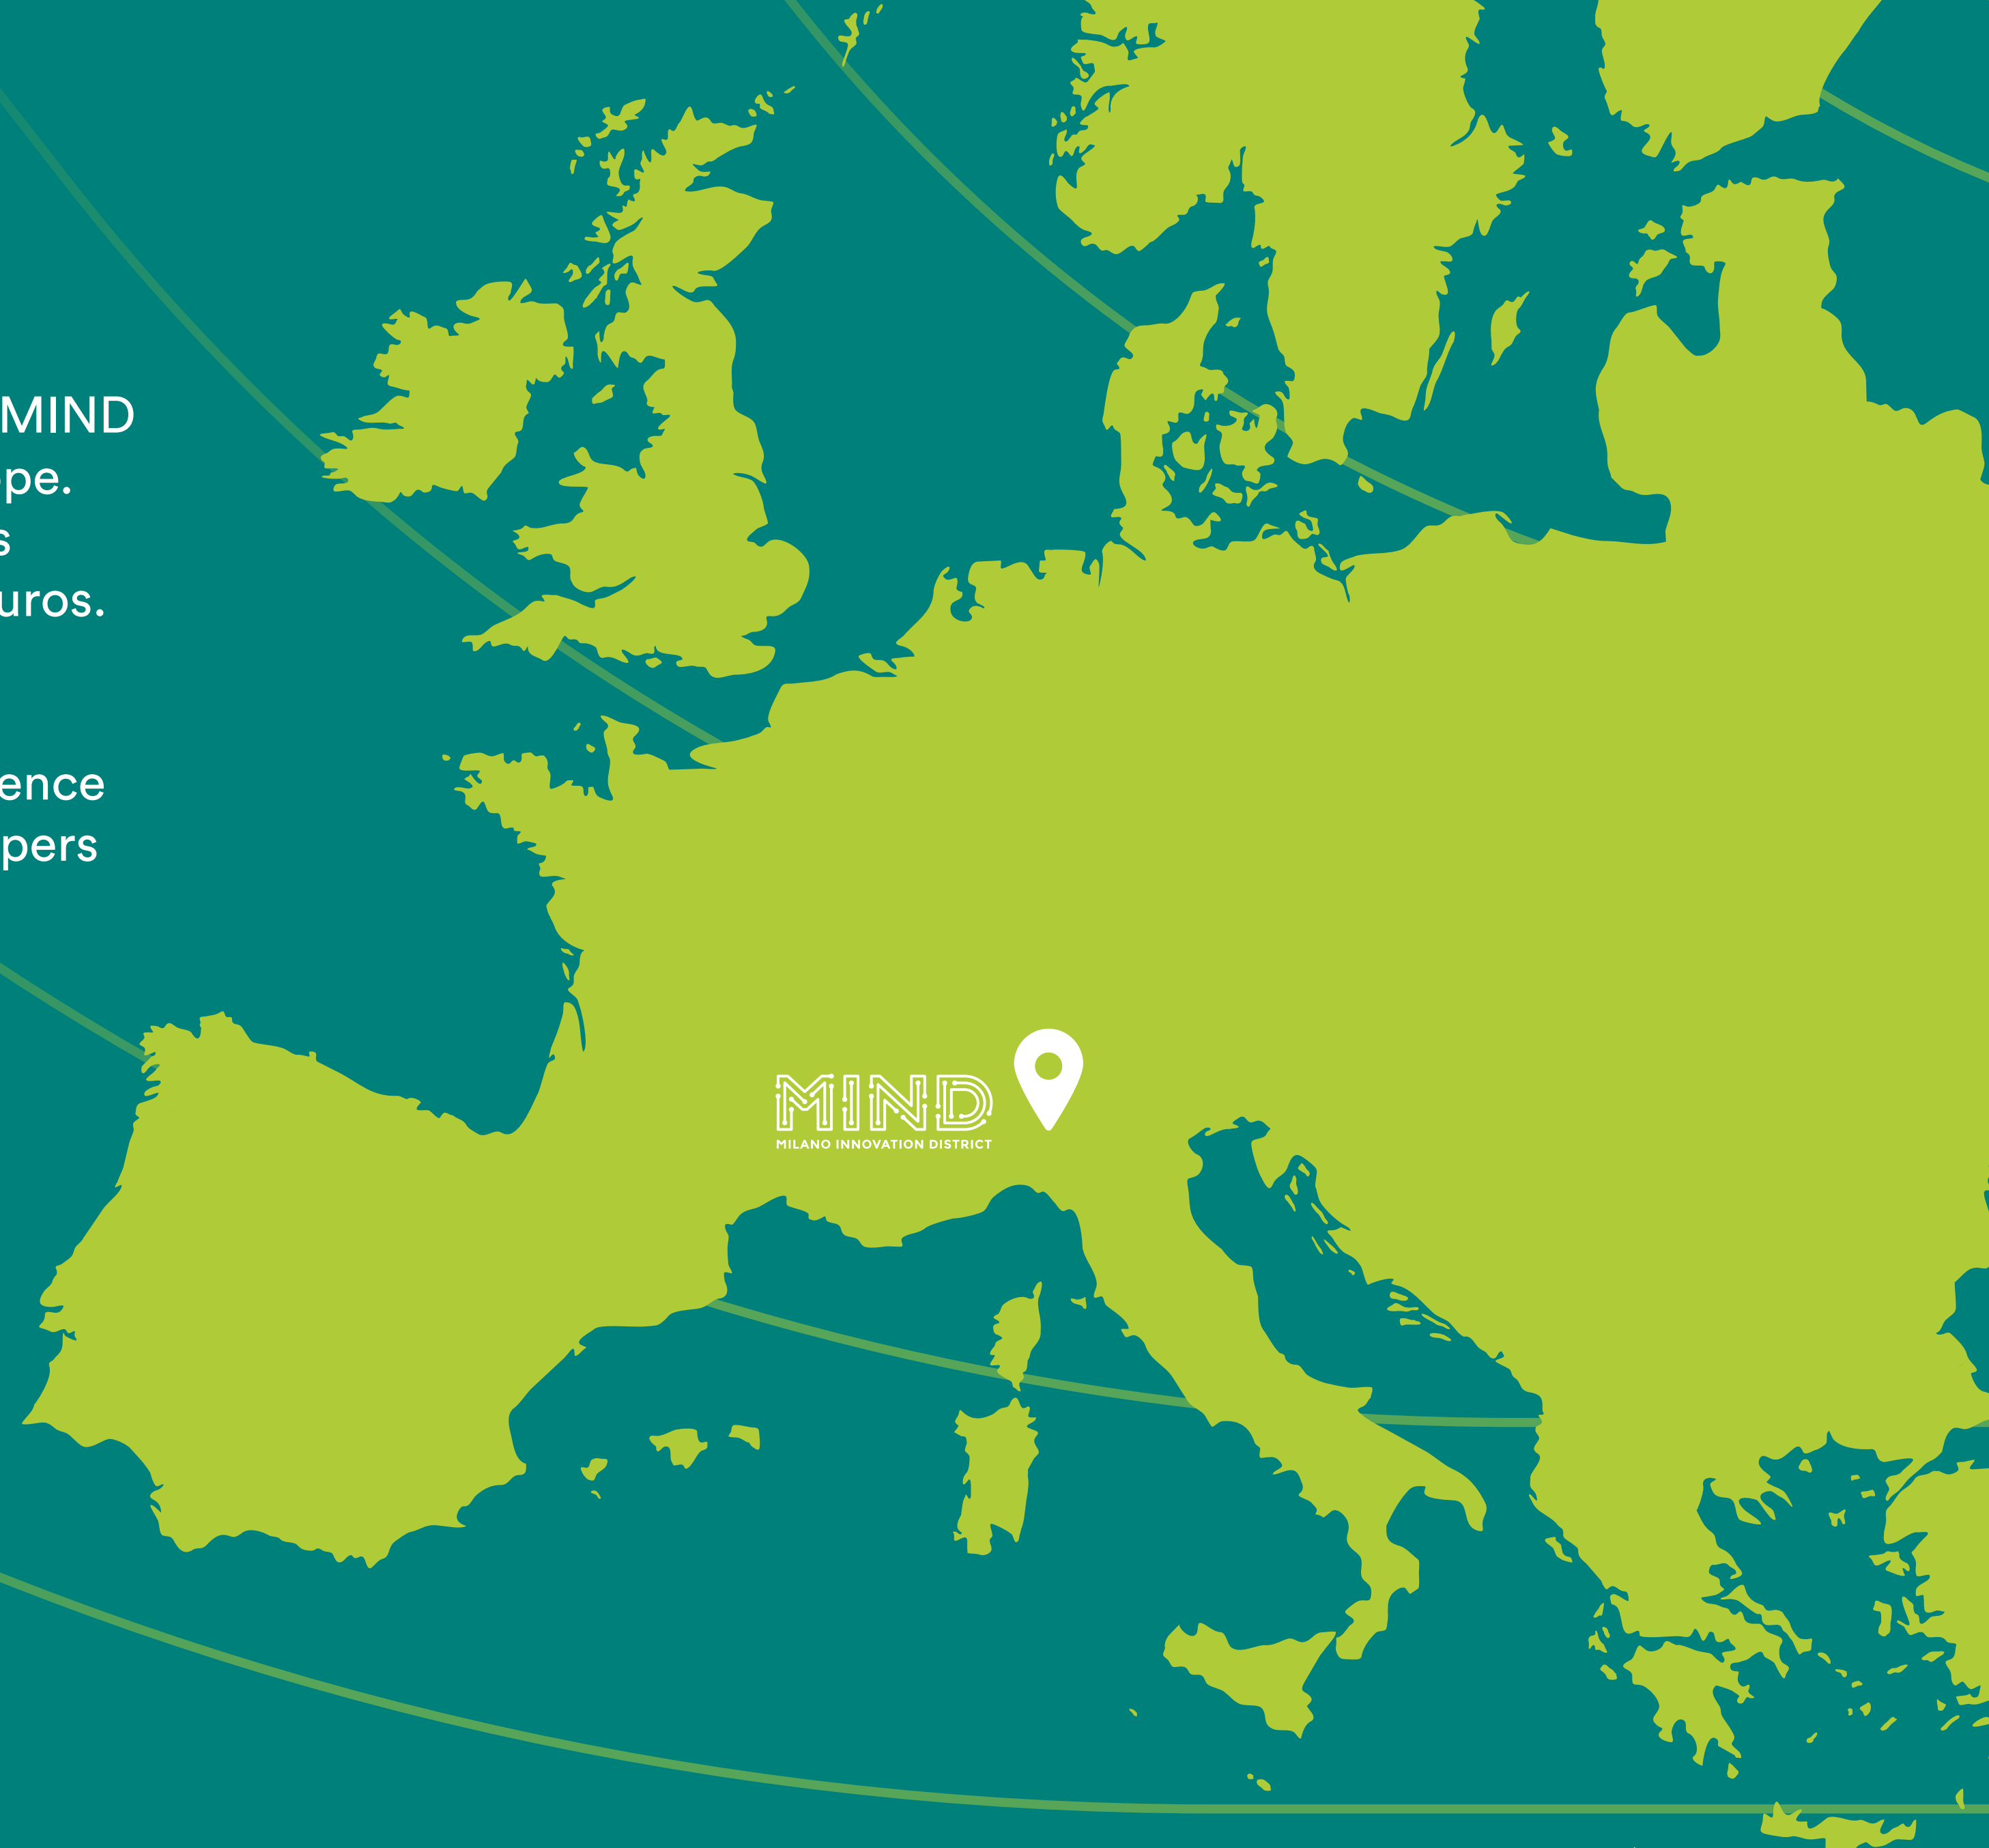 MIND
pe.
s
uros.
ence
pers
MIND
MILANO INNOVATION DISTRICT